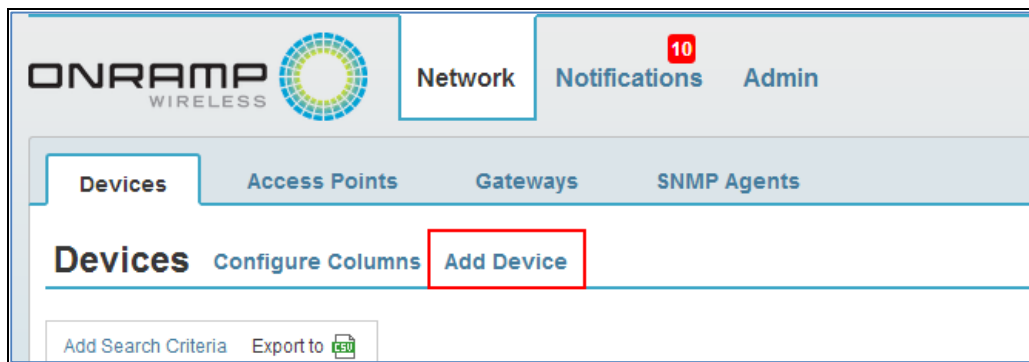 ONRAMP
WIRELESS
Network
Notifications
10
Admin
Devices Access Points Gateways SNMP Agents
Devices Configure Columns Add Device
Add Search Criteria Export to CSV